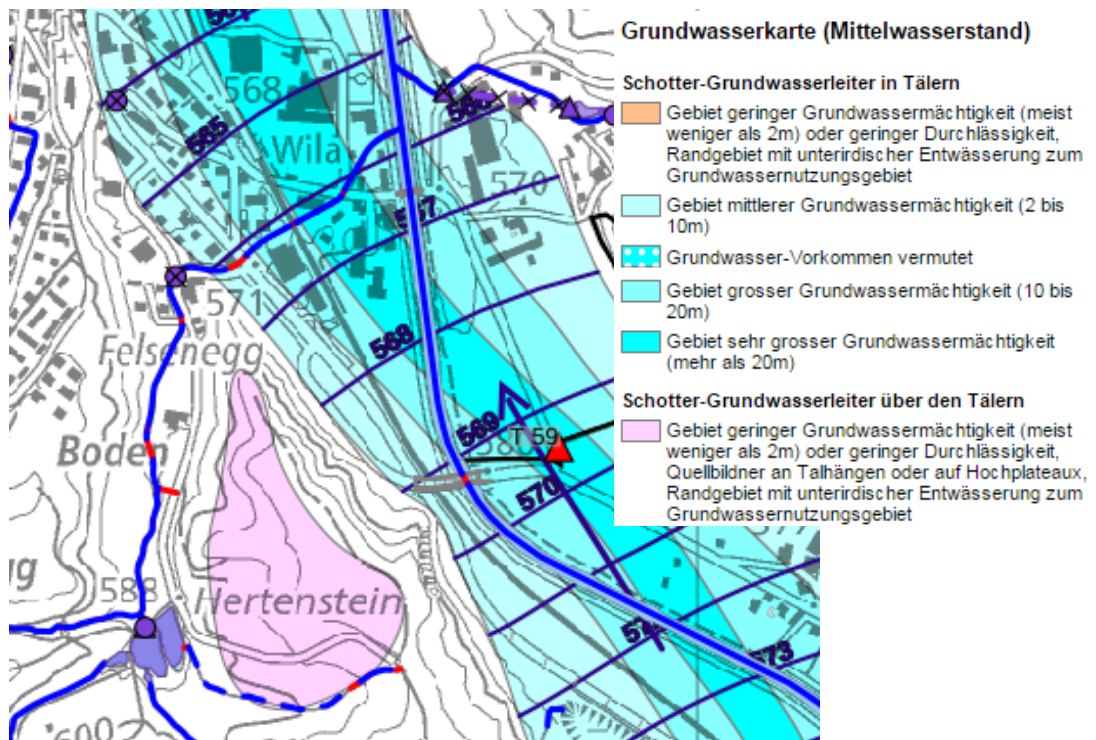 Grundwasserkarte (Mittelwasserstand)
Schotter-Grundwasserleiter in Tälern
Gebiet geringer Grundwassermächtigkeit (meist
weniger als 2m) oder geringer Durchlässigkeit,
Randgebiet mit unterirdischer Entwässerung zum
Grundwassernutzungsgebiet
Gebiet mittlerer Grundwassermächtigkeit (2 bis
10m)
Grundwasser-Vorkommen vermutet
Gebiet grosser Grundwassermächtigkeit (10 bis
20m)
Gebiet sehr grosser Grundwassermächtigkeit
(mehr als 20m)
Schotter-Grundwasserleiter über den Tälern
Gebiet geringer Grundwassermächtigkeit (meist
weniger als 2m) oder geringer Durchlässigkeit,
Quellbildner an Talhängen oder auf Hochplateaux,
Randgebiet mit unterirdischer Entwässerung zum
Grundwassernutzungsgebiet
568
565
Wila
570
567
571
568
Felsenegg
569
T 59
580
Boden
570
588
Hertenstein
573